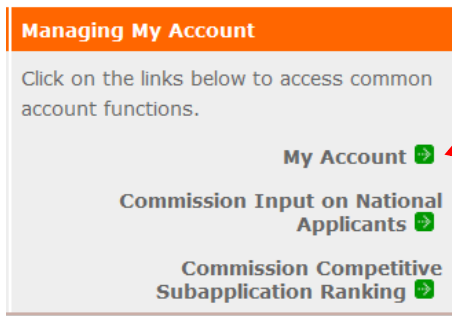 Managing My Account
Click on the links below to access common
account functions.
My Account
Commission Input on National
Applicants
Commission Competitive
Subapplication Ranking